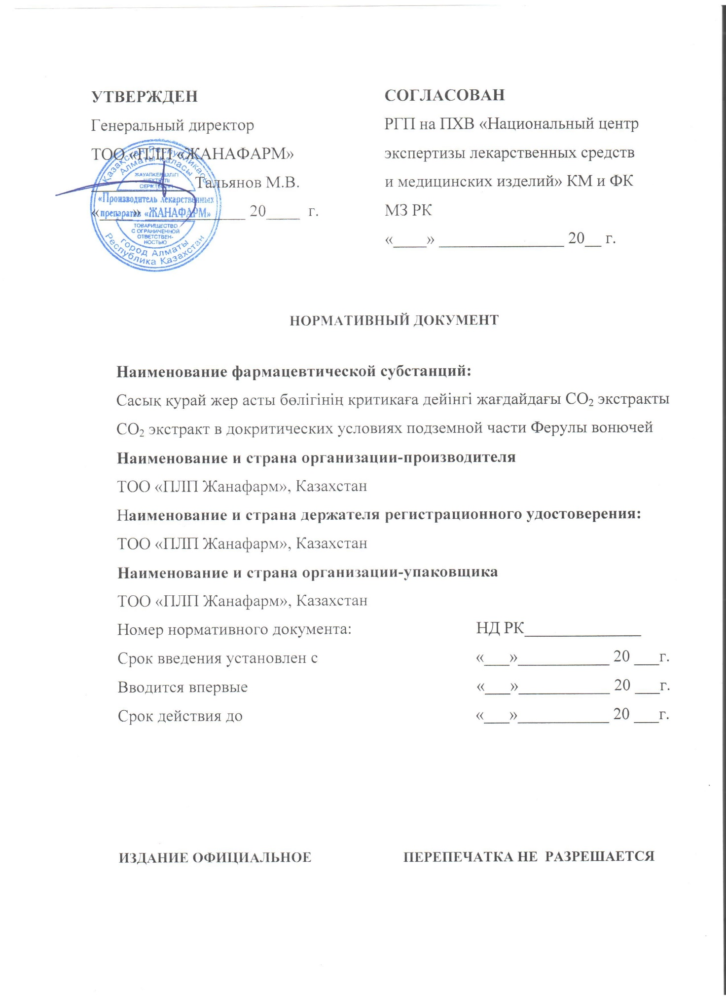 УТВЕРЖДЕН
Генеральный директор
ТОО «ПЛП «ЖАНАФАРМ»
____________ Тальянов М.В.
«____» ____________ 20____ г.
Қазақстан Республикасы
Алматы қаласы
ЖАУАПКЕРШІЛІГІ
ШЕКТЕУЛІ
СЕРІКТЕСТІГІ
«Производитель лекарственных
препаратов «ЖАНАФАРМ»
ТОВАРИЩЕСТВО
С ОГРАНИЧЕННОЙ
ОТВЕТСТВЕН-
НОСТЬЮ
город Алматы
Республика Казахстан
СОГЛАСОВАН
РГП на ПХВ «Национальный центр
экспертизы лекарственных средств
и медицинских изделий» КМ и ФК
МЗ РК
«____» _______________ 20__ г.
НОРМАТИВНЫЙ ДОКУМЕНТ
Наименование фармацевтической субстанций:
Сасық қурай жер асты бөлігінің критикаға дейінгі жағдайдағы СО₂ экстракты
СО₂ экстракт в докритических условиях подземной части Ферулы вонючей
Наименование и страна организации-производителя
ТОО «ПЛП Жанафарм», Казахстан
Наименование и страна держателя регистрационного удостоверения:
ТОО «ПЛП Жанафарм», Казахстан
Наименование и страна организации-упаковщика
ТОО «ПЛП Жанафарм», Казахстан
Номер нормативного документа: НД РК______________
Срок введения установлен с «___»___________ 20 ___г.
Вводится впервые «___»___________ 20 ___г.
Срок действия до «___»___________ 20 ___г.
ИЗДАНИЕ ОФИЦИАЛЬНОЕ ПЕРЕПЕЧАТКА НЕ РАЗРЕШАЕТСЯ